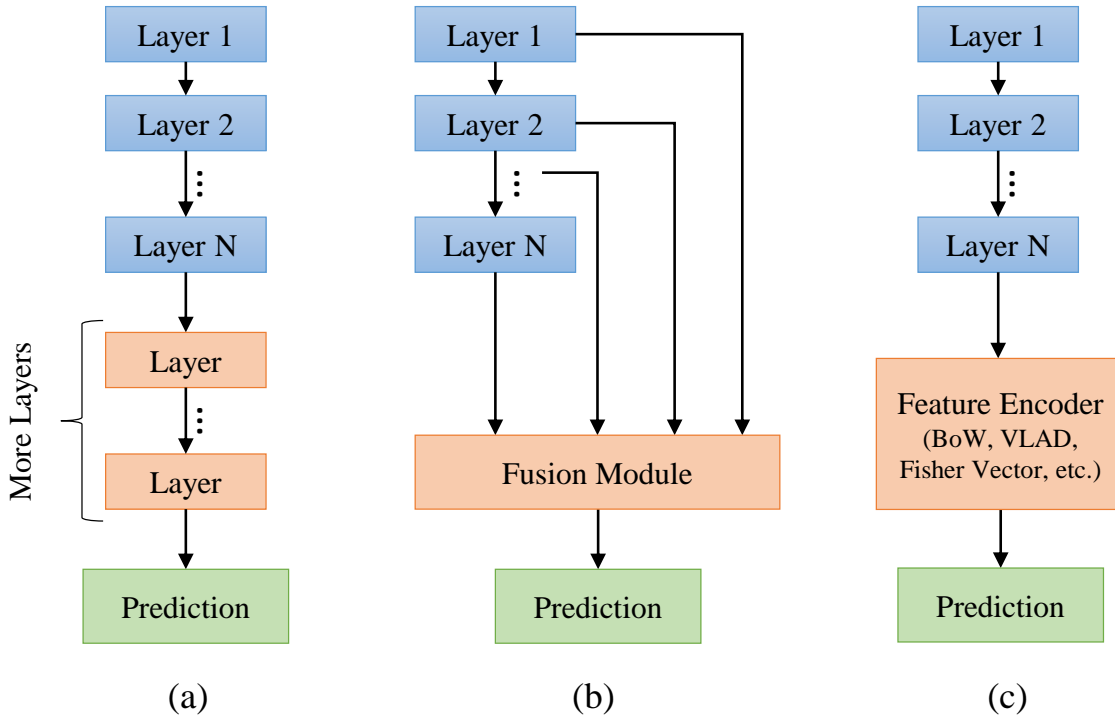 Layer 1
Layer 2
...
Layer N
More Layers
Layer
...
Layer
Prediction
(a)
Layer 1
Layer 2
...
Layer N
Fusion Module
Prediction
(b)
Layer 1
Layer 2
...
Layer N
Feature Encoder
(BoW, VLAD,
Fisher Vector, etc.)
Prediction
(c)